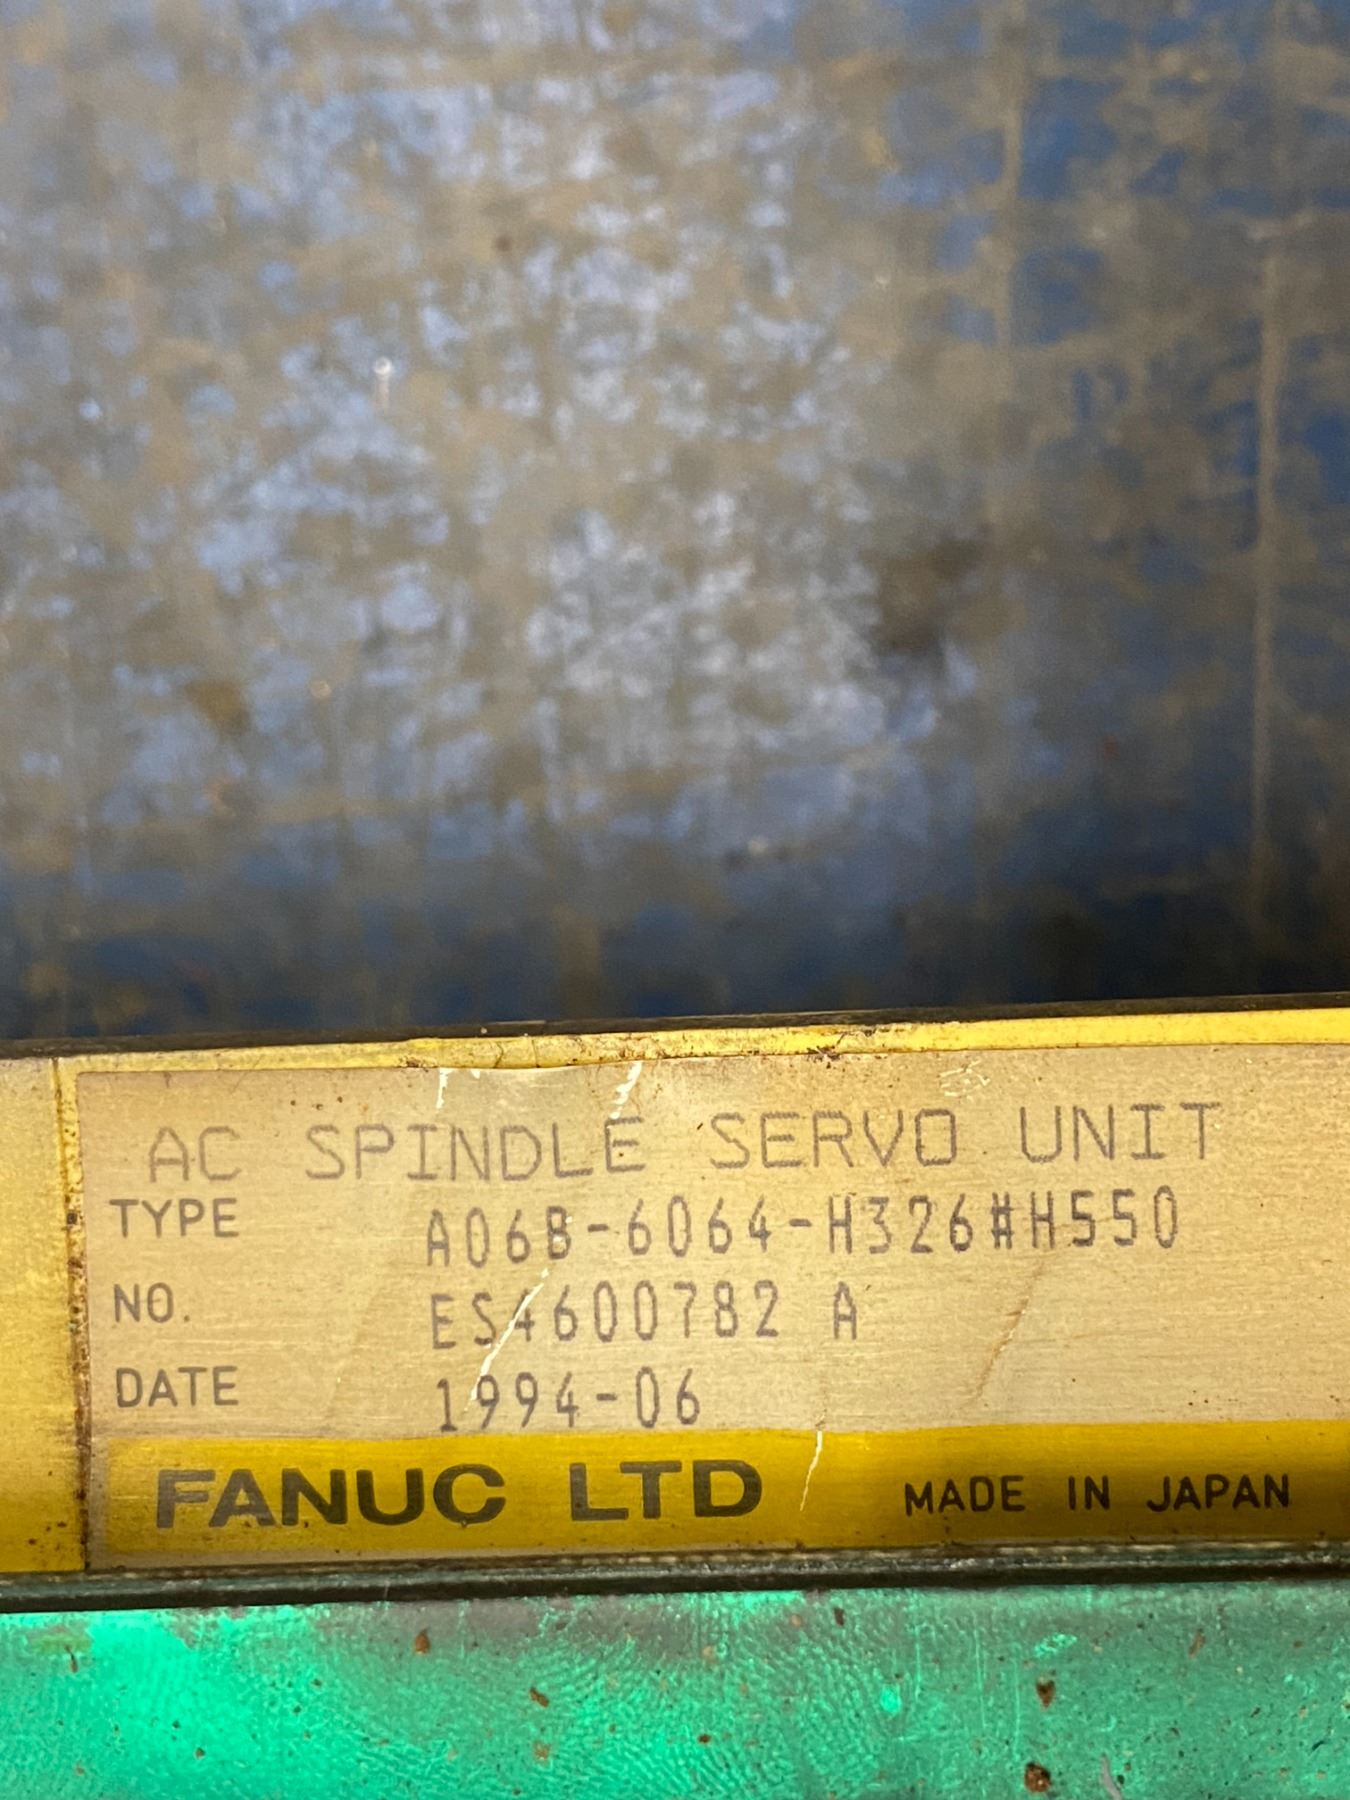 AC SPINDLE SERVO UNIT
TYPE A06B-6064-H326#H550
NO. ES4600782 A
DATE 1994-06
FANUC LTD MADE IN JAPAN